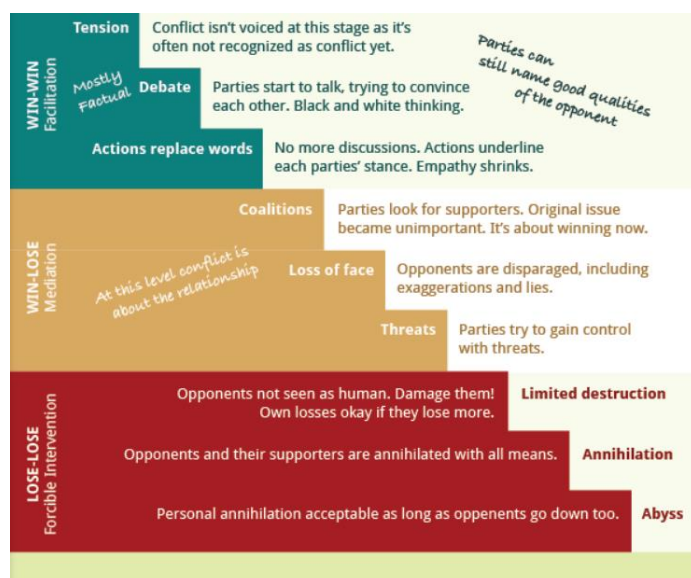 WIN-WIN
Facilitation
Tension
Conflict isn't voiced at this stage as it's
often not recognized as conflict yet.
Mostly
Factual
Debate
Parties start to talk, trying to convince
each other. Black and white thinking.
Parties can
still name good qualities
of the opponent
Actions replace words
No more discussions. Actions underline
each parties' stance. Empathy shrinks.
WIN-LOSE
Mediation
Coalitions
Parties look for supporters. Original issue
became unimportant. It's about winning now.
At this level conflict is
about the relationship
Loss of face
Opponents are disparaged, including
exaggerations and lies.
Threats
Parties try to gain control
with threats.
LOSE-LOSE
Forcible Intervention
Opponents not seen as human. Damage them!
Own losses okay if they lose more.
Limited destruction
Opponents and their supporters are annihilated with all means.
Annihilation
Personal annihilation acceptable as long as oppenents go down too.
Abyss